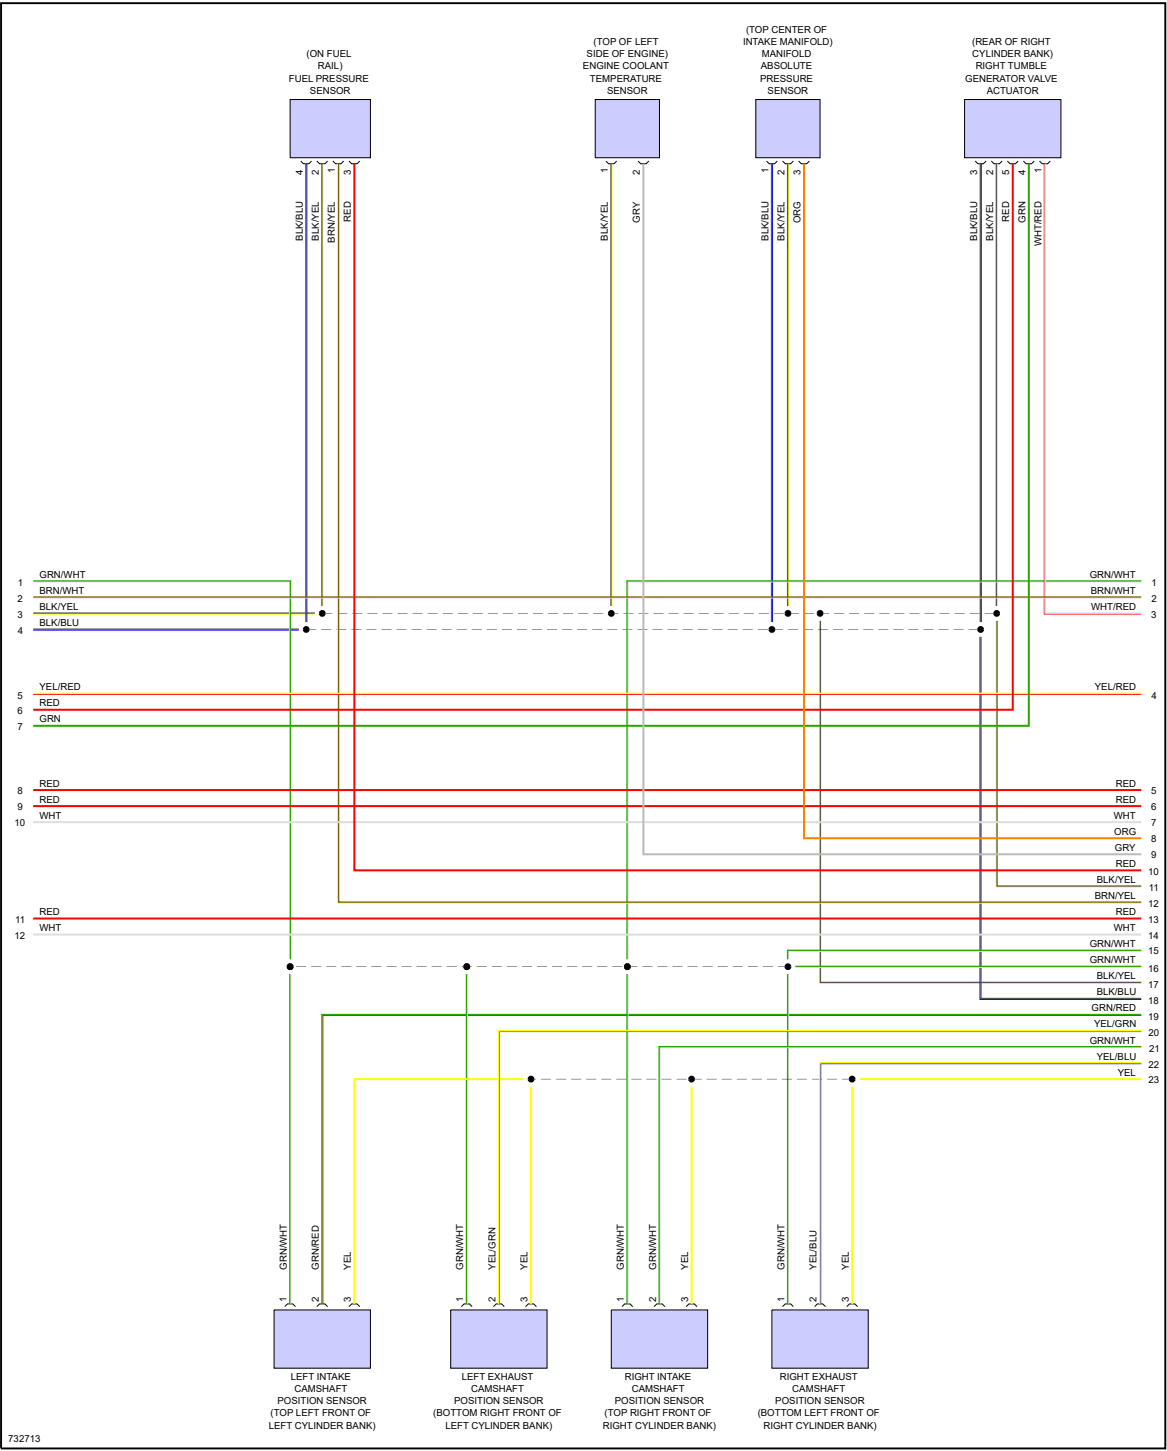 (ON FUEL
RAIL)
FUEL PRESSURE
SENSOR
(TOP OF LEFT
SIDE OF ENGINE)
ENGINE COOLANT
TEMPERATURE
SENSOR
(TOP CENTER OF
INTAKE MANIFOLD)
MANIFOLD
ABSOLUTE
PRESSURE
SENSOR
(REAR OF RIGHT
CYLINDER BANK)
RIGHT TUMBLE
GENERATOR VALVE
ACTUATOR
4
2
1
3
1
2
1
2
3
3
2
5
4
1
BLK/BLU
BLK/YEL
BRN/YEL
RED
BLK/YEL
GRY
BLK/BLU
BLK/YEL
ORG
BLK/BLU
BLK/YEL
RED
GRN
WHT/RED
1 GRN/WHT
GRN/WHT 1
2 BRN/WHT
BRN/WHT 2
3 BLK/YEL
WHT/RED 3
4 BLK/BLU
5 YEL/RED
YEL/RED 4
6 RED
7 GRN
8 RED
RED 5
9 RED
RED 6
10 WHT
WHT 7
ORG 8
GRY 9
RED 10
BLK/YEL 11
BRN/YEL 12
11 RED
RED 13
12 WHT
WHT 14
GRN/WHT 15
GRN/WHT 16
BLK/YEL 17
BLK/BLU 18
GRN/RED 19
YEL/GRN 20
GRN/WHT 21
YEL/BLU 22
YEL 23
GRN/WHT
GRN/RED
YEL
GRN/WHT
YEL/GRN
YEL
GRN/WHT
GRN/WHT
YEL
GRN/WHT
YEL/BLU
YEL
1
2
3
1
2
3
1
2
3
1
2
3
LEFT INTAKE
CAMSHAFT
POSITION SENSOR
(TOP LEFT FRONT OF
LEFT CYLINDER BANK)
LEFT EXHAUST
CAMSHAFT
POSITION SENSOR
(BOTTOM RIGHT FRONT OF
LEFT CYLINDER BANK)
RIGHT INTAKE
CAMSHAFT
POSITION SENSOR
(TOP RIGHT FRONT OF
RIGHT CYLINDER BANK)
RIGHT EXHAUST
CAMSHAFT
POSITION SENSOR
(BOTTOM LEFT FRONT OF
RIGHT CYLINDER BANK)
732713